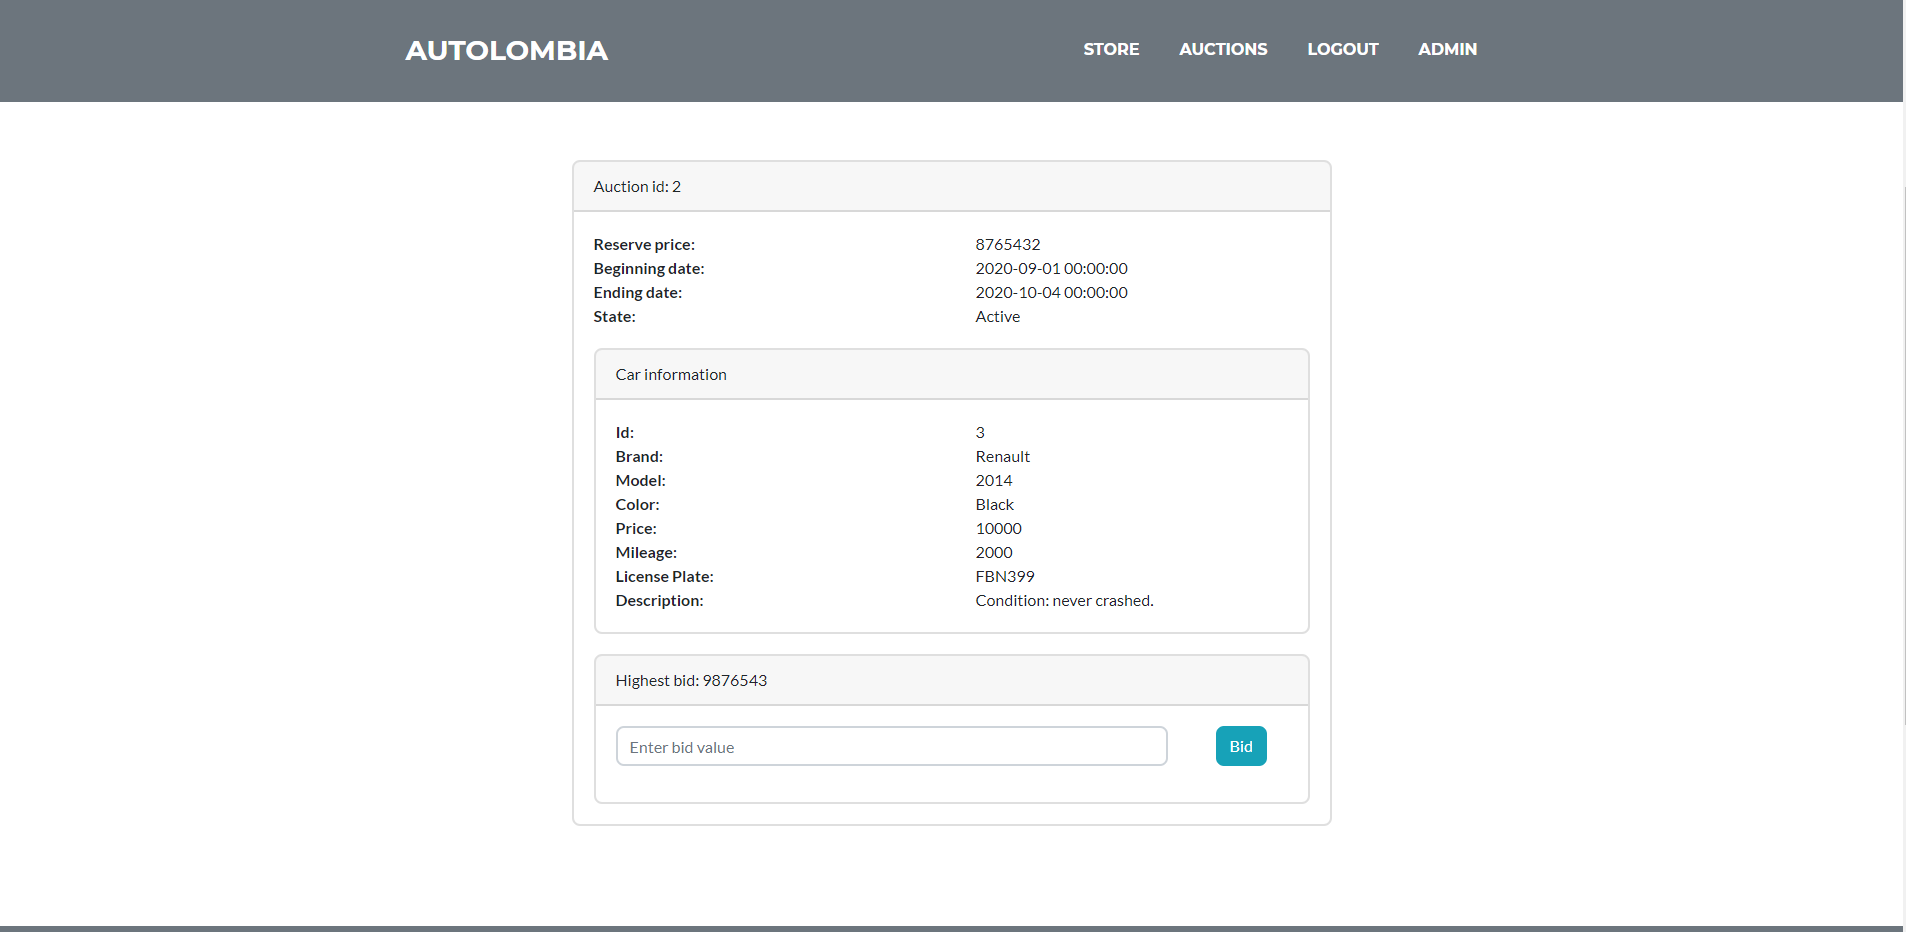 AUTOLOMBIA STORE AUCTIONS LOGOUT ADMIN
Auction id: 2
Reserve price: 8765432
Beginning date: 2020-09-01 00:00:00
Ending date: 2020-10-04 00:00:00
State: Active
Car information
Id: 3
Brand: Renault
Model: 2014
Color: Black
Price: 10000
Mileage: 2000
License Plate: FBN399
Description: Condition: never crashed.
Highest bid: 9876543
Enter bid value Bid